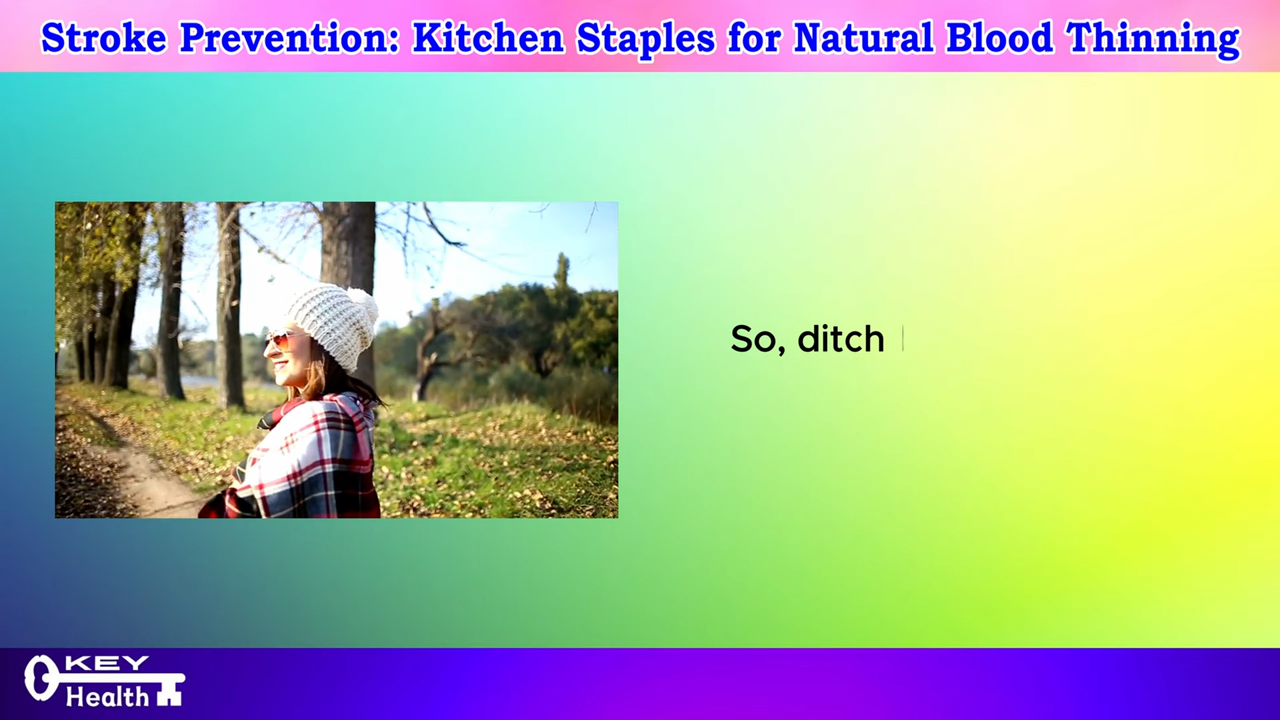 Stroke Prevention: Kitchen Staples for Natural Blood Thinning
So, ditch
KEY
Health